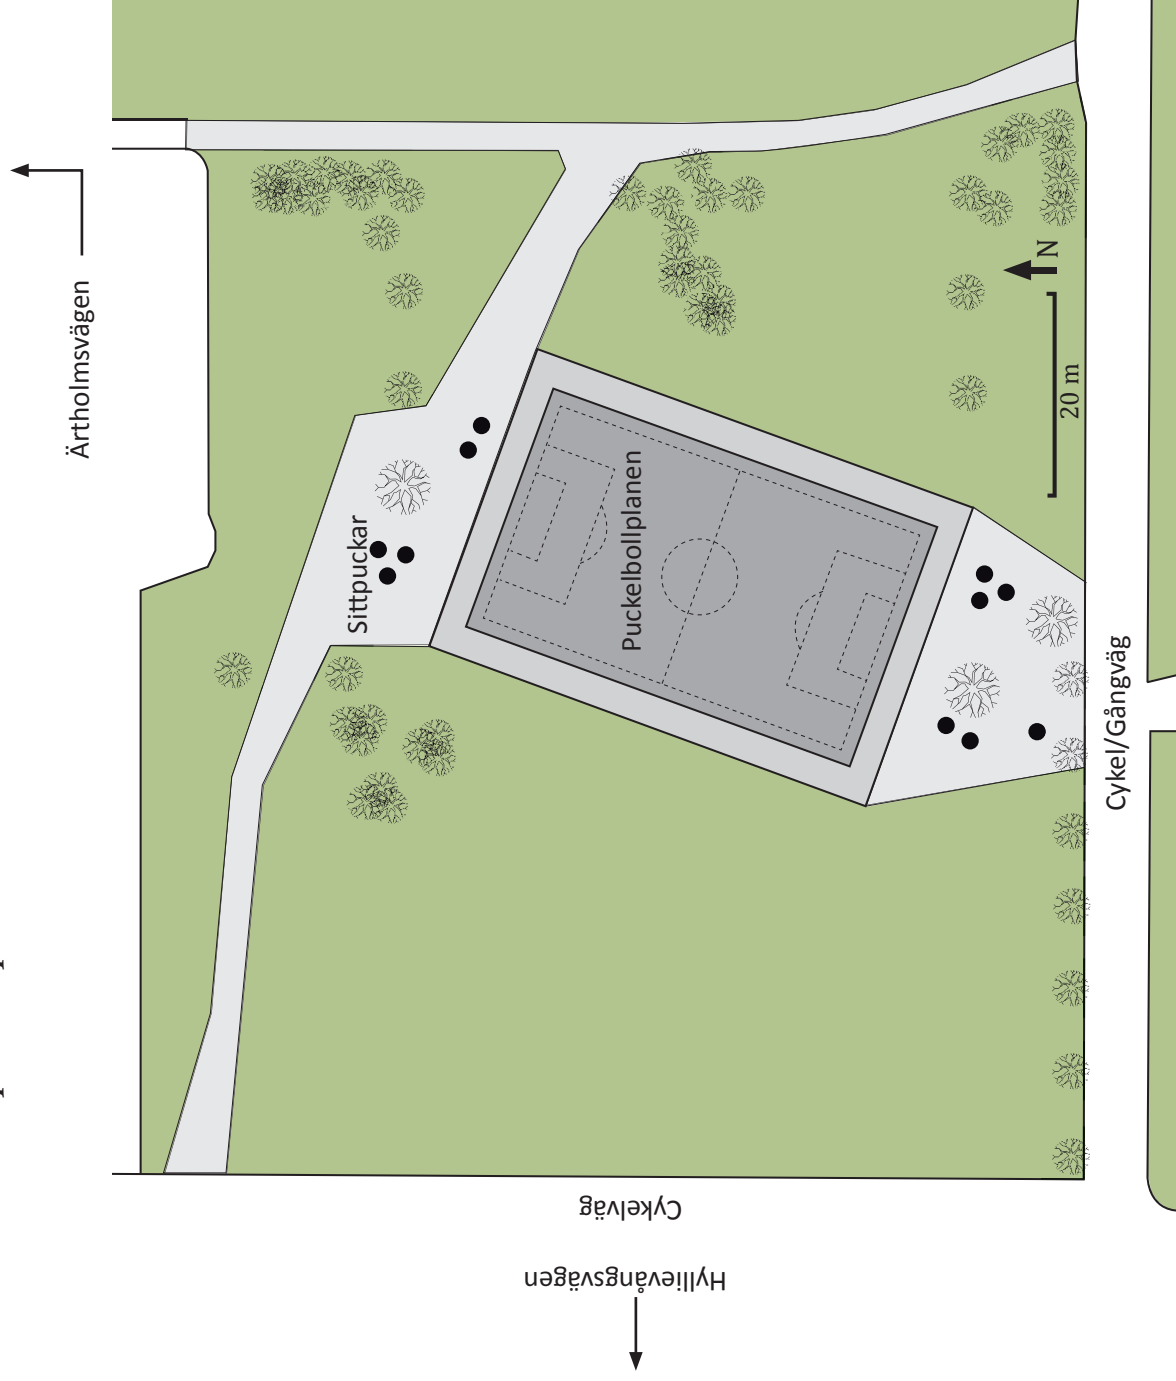 Ärtholmsvägen
Sittpuckar
Puckelbollplanen
N
20 m
Cykel/Gångväg
Cykelväg
Hyllievångsvägen